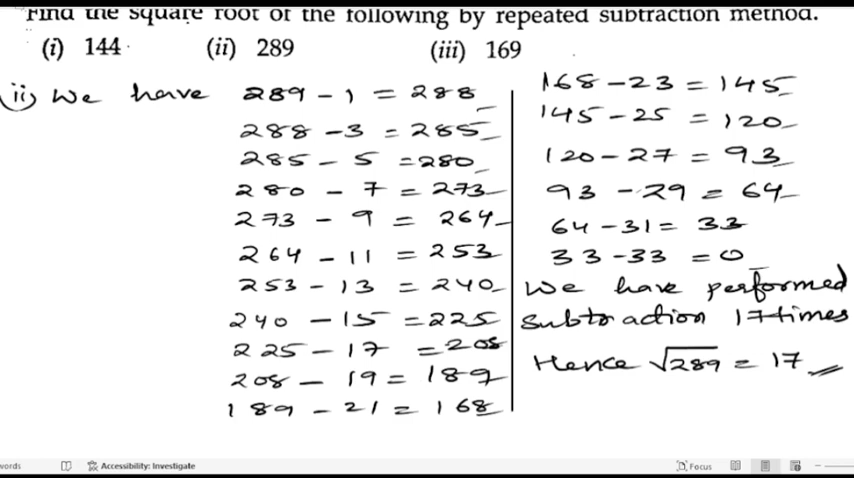 Find the square root of the following by repeated subtraction method.
(i) 144 (ii) 289 (iii) 169
(ii) We have 289 - 1 = 288
288 - 3 = 285
285 - 5 = 280
280 - 7 = 273
273 - 9 = 264
264 - 11 = 253
253 - 13 = 240
240 - 15 = 225
225 - 17 = 208
208 - 19 = 189
189 - 21 = 168
168 - 23 = 145
145 - 25 = 120
120 - 27 = 93
93 - 29 = 64
64 - 31 = 33
33 - 33 = 0
We have performed
subtraction 17 times
Hence √289 = 17
words Accessibility: Investigate Focus